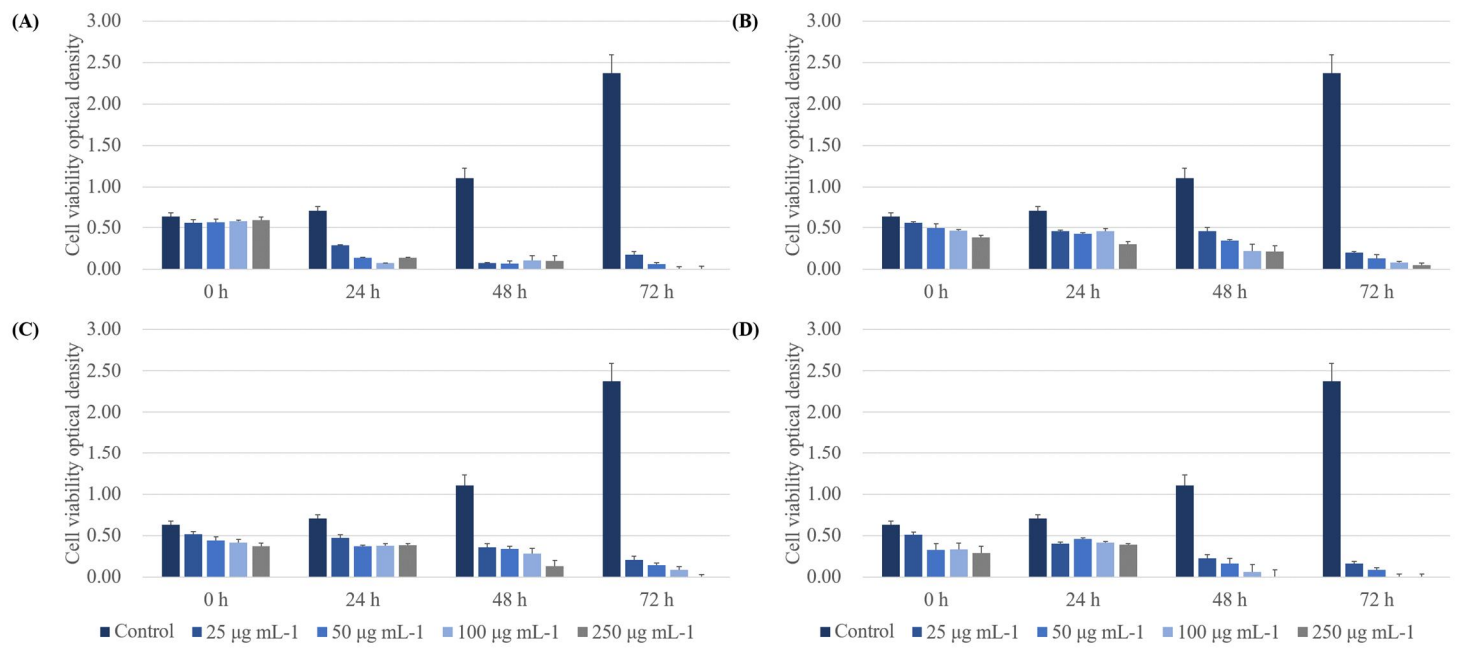 (A)
Cell viability optical density
3.00
2.50
2.00
1.50
1.00
0.50
0.00
0 h 24 h 48 h 72 h
(B)
Cell viability optical density
3.00
2.50
2.00
1.50
1.00
0.50
0.00
0 h 24 h 48 h 72 h
(C)
Cell viability optical density
3.00
2.50
2.00
1.50
1.00
0.50
0.00
0 h 24 h 48 h 72 h
Control 25 µg mL-1 50 µg mL-1 100 µg mL-1 250 µg mL-1
(D)
Cell viability optical density
3.00
2.50
2.00
1.50
1.00
0.50
0.00
0 h 24 h 48 h 72 h
Control 25 µg mL-1 50 µg mL-1 100 µg mL-1 250 µg mL-1